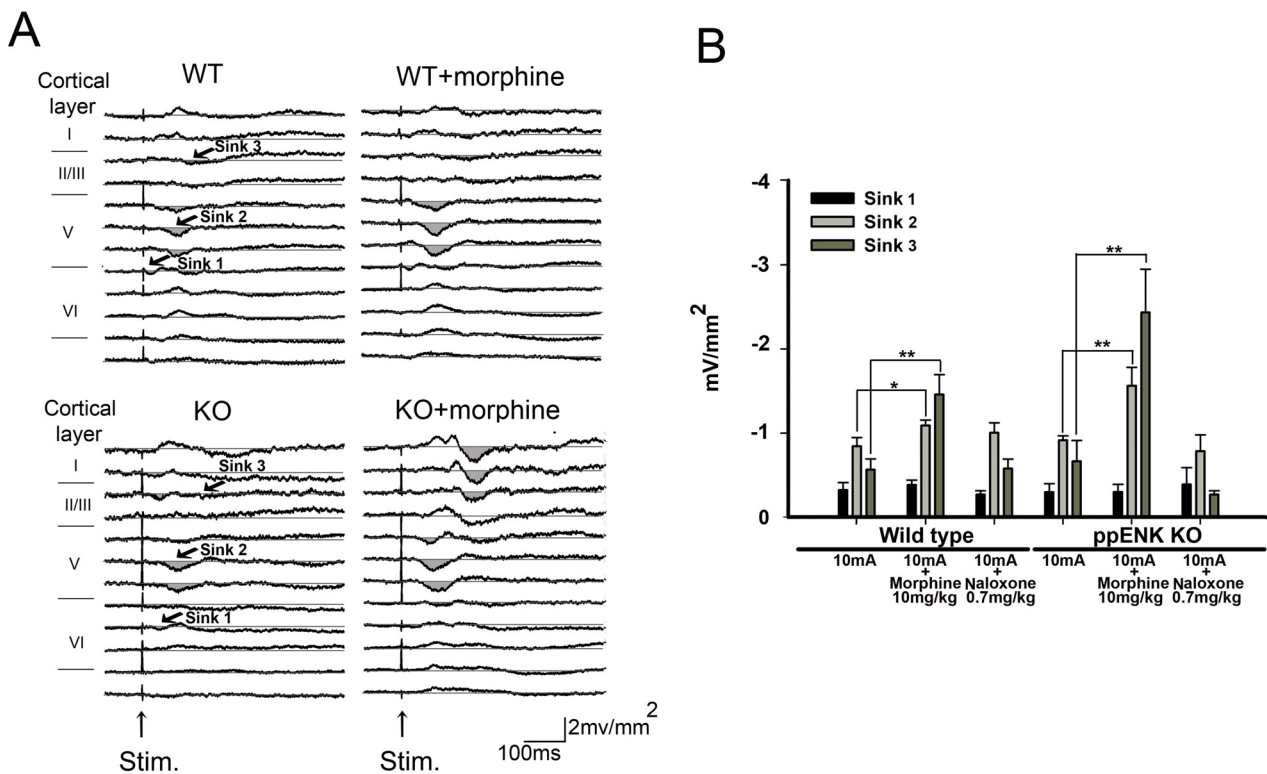 A
WT
WT+morphine
Cortical
layer
I
II/III
V
VI
Sink 3
Sink 2
Sink 1
KO
KO+morphine
Cortical
layer
I
II/III
V
VI
Sink 3
Sink 2
Sink 1
Stim.
Stim.
2mv/mm2
100ms
B
-4
-3
-2
-1
0
mV/mm2
Sink 1
Sink 2
Sink 3
*
**
**
**
Wild type
ppENK KO
10mA
10mA
+
Morphine
10mg/kg
10mA
+
Naloxone
0.7mg/kg
10mA
10mA
+
Morphine
10mg/kg
10mA
+
Naloxone
0.7mg/kg